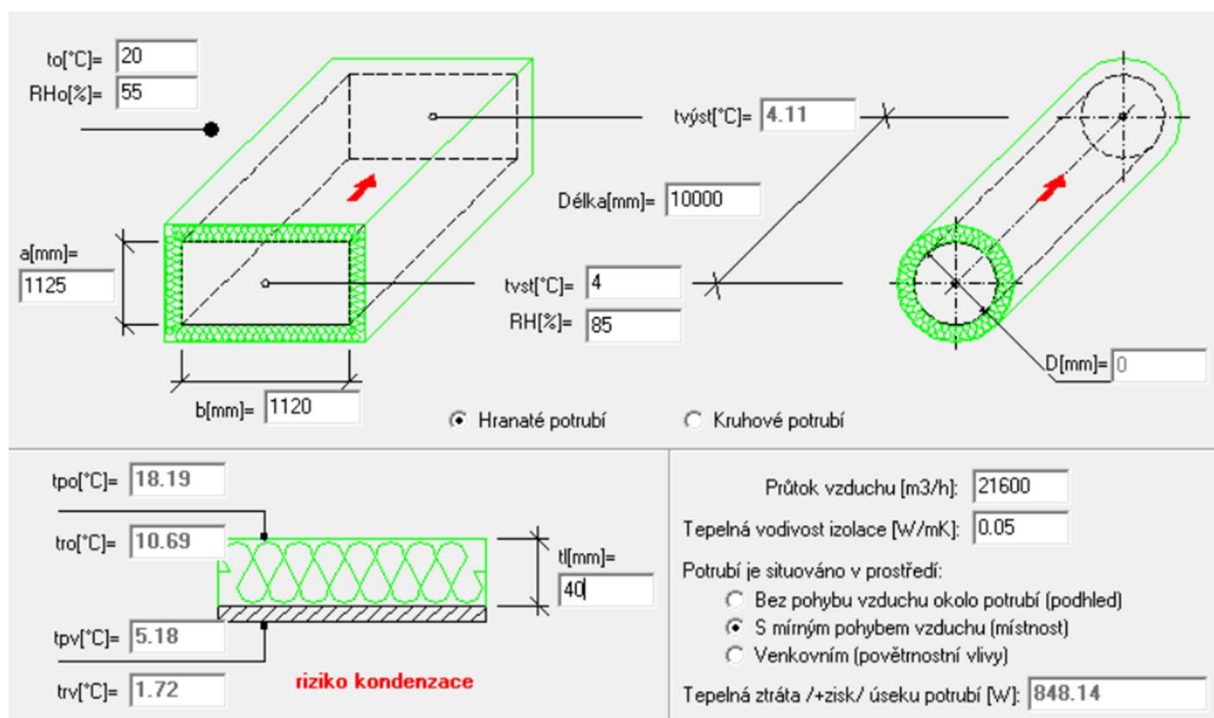 to[°C]= 20
RHo[%]= 55
tvýst[°C]= 4.11
Délka[mm]= 10000
a[mm]=
1125
tvst[°C]= 4
RH[%]= 85
D[mm]= 0
b[mm]= 1120
Hranaté potrubí
Kruhové potrubí
tpo[°C]= 18.19
tro[°C]= 10.69
tl[mm]=
40
tpv[°C]= 5.18
trv[°C]= 1.72
riziko kondenzace
Průtok vzduchu [m3/h]: 21600
Tepelná vodivost izolace [W/mK]: 0.05
Potrubí je situováno v prostředí:
Bez pohybu vzduchu okolo potrubí (podhled)
S mírným pohybem vzduchu (místnost)
Venkovním (povětrnostní vlivy)
Tepelná ztráta /+zisk/ úseku potrubí [W]: 848.14